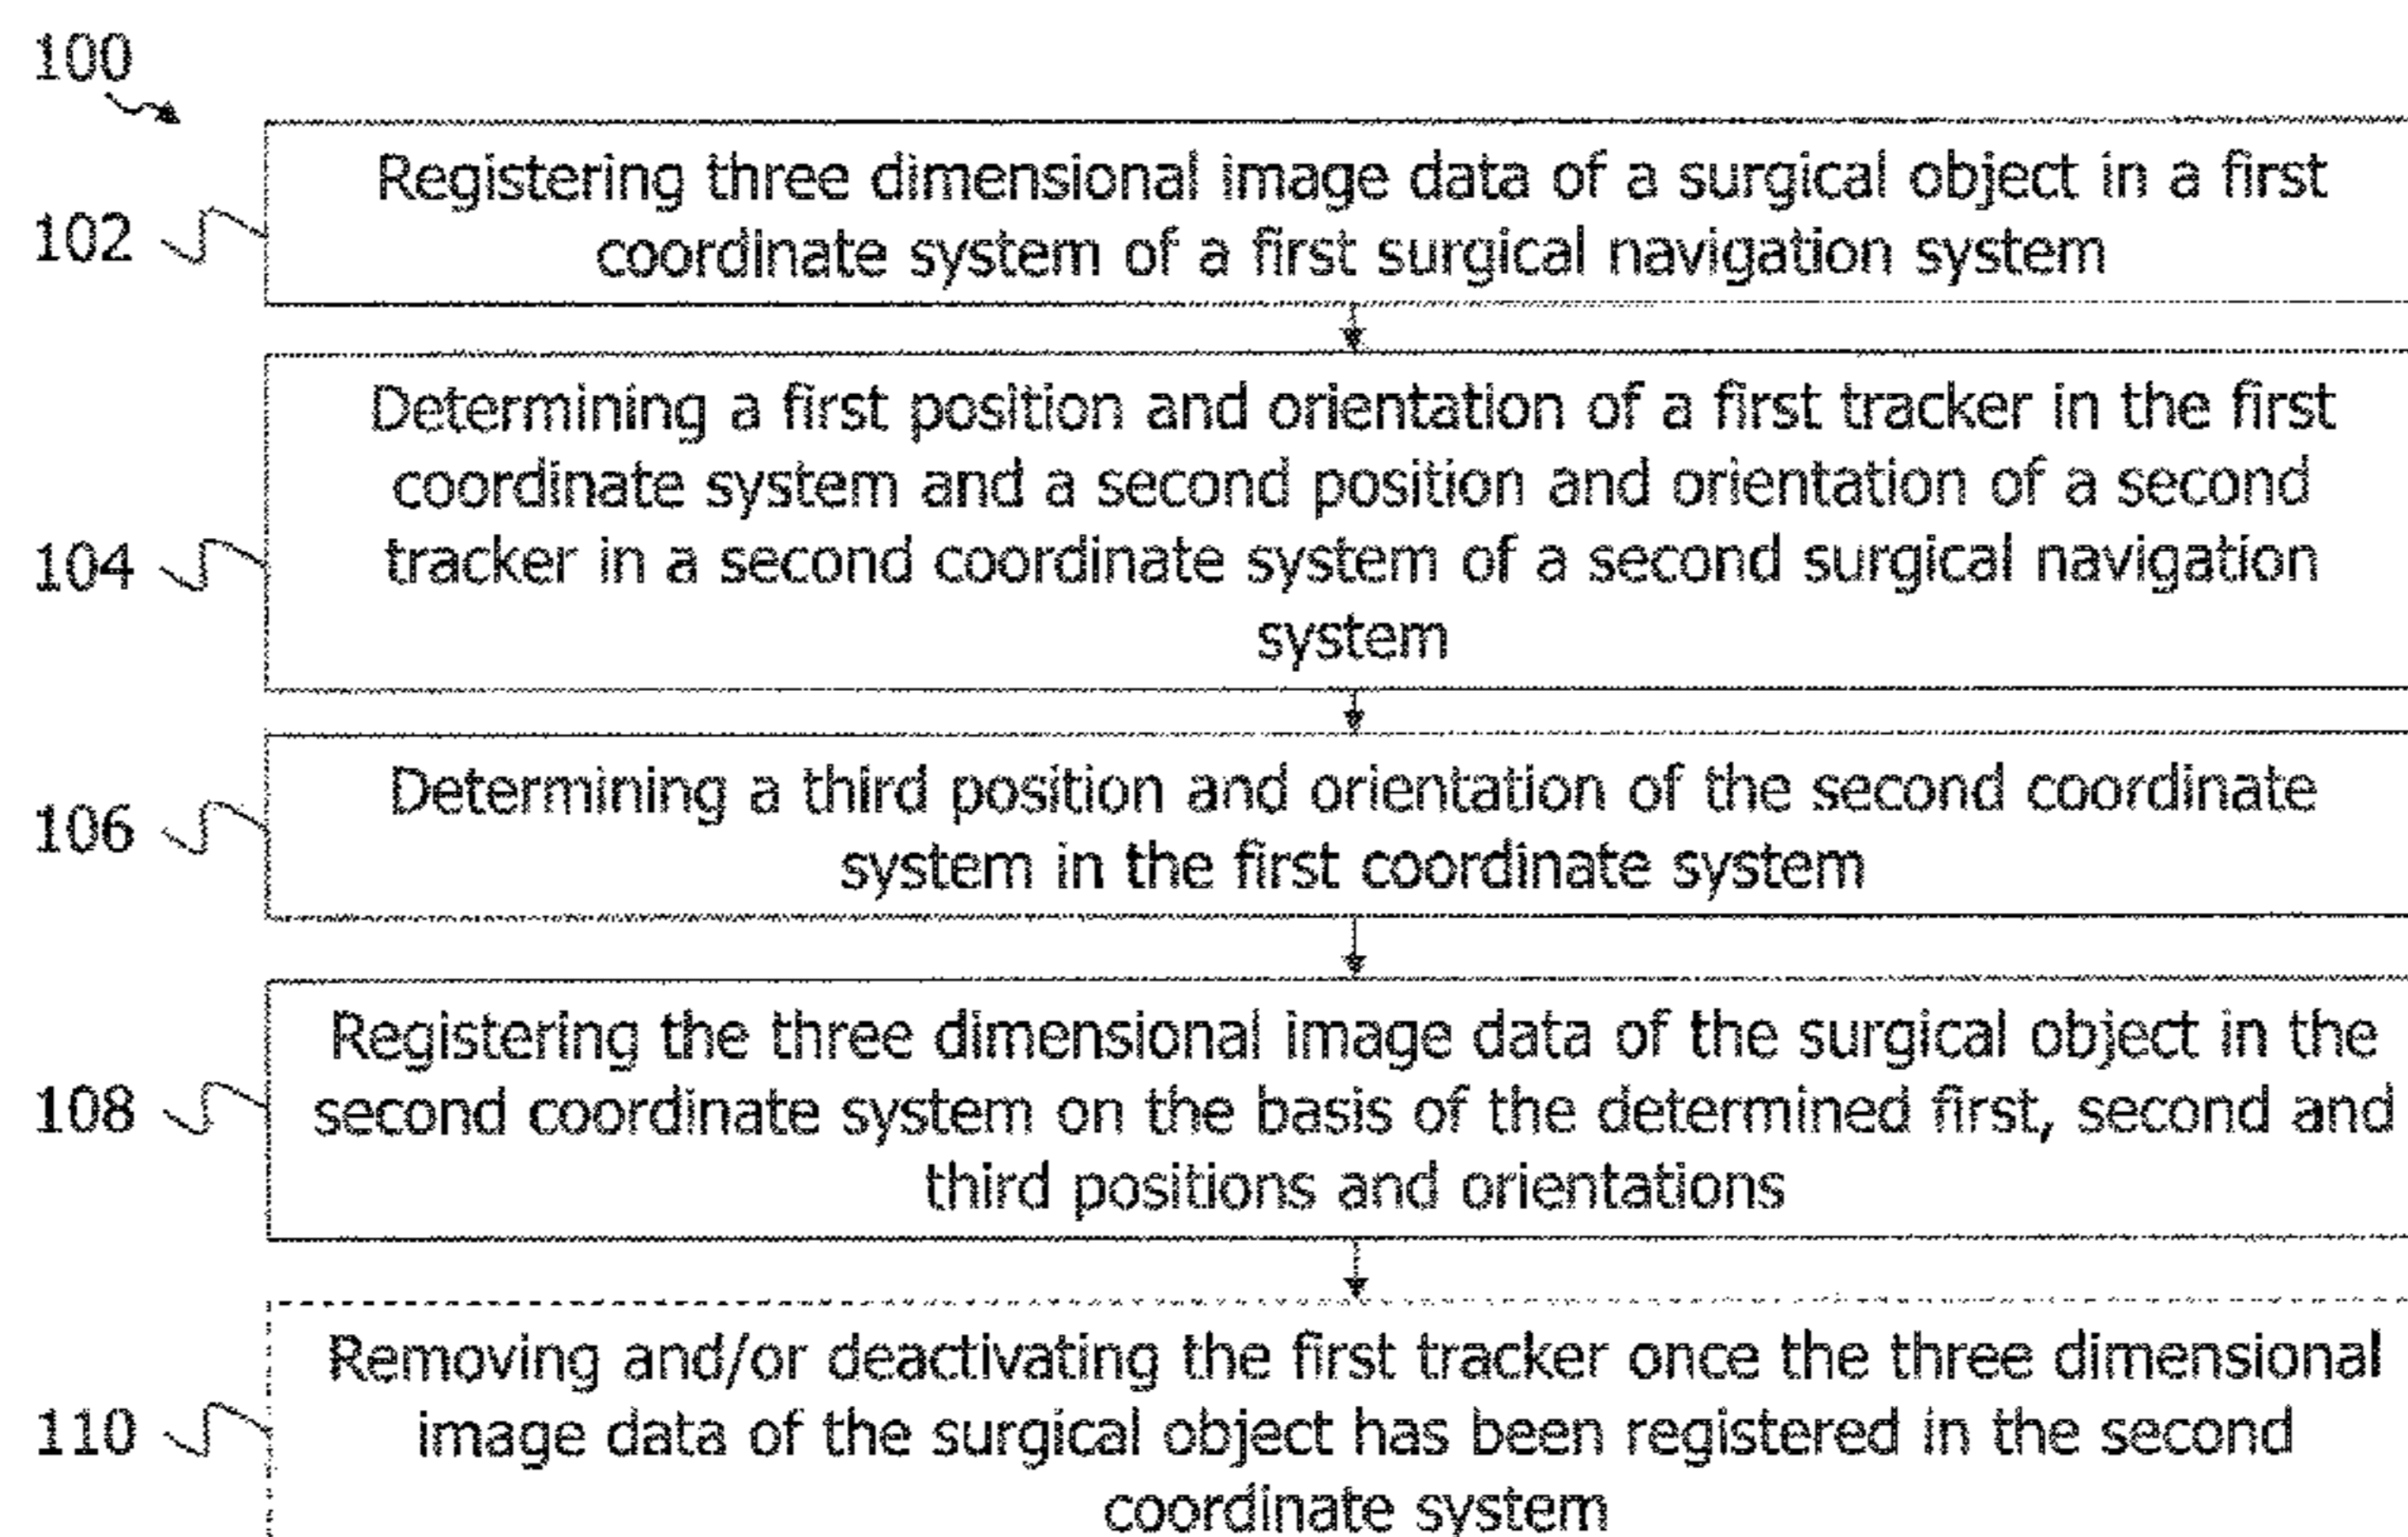 100
Registering three dimensional image data of a surgical object in a first
coordinate system of a first surgical navigation system
102
Determining a first position and orientation of a first tracker in the first
coordinate system and a second position and orientation of a second
tracker in a second coordinate system of a second surgical navigation
system
104
Determining a third position and orientation of the second coordinate
system in the first coordinate system
106
Registering the three dimensional image data of the surgical object in the
second coordinate system on the basis of the determined first, second and
third positions and orientations
108
Removing and/or deactivating the first tracker once the three dimensional
image data of the surgical object has been registered in the second
coordinate system
110